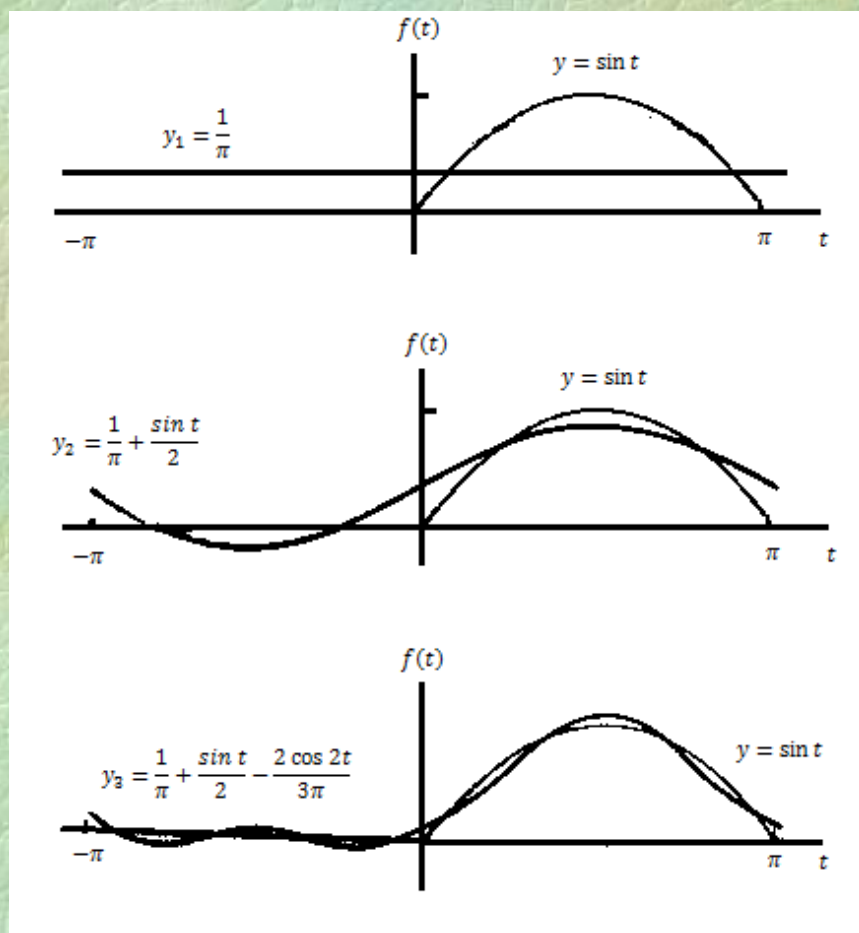 f(t)
y = sin t
y₁ = 1/π
−π
π
t
f(t)
y = sin t
y₂ = 1/π + sin t/2
−π
π
t
f(t)
y = sin t
y₃ = 1/π + sin t/2 − 2 cos 2t/3π
−π
π
t